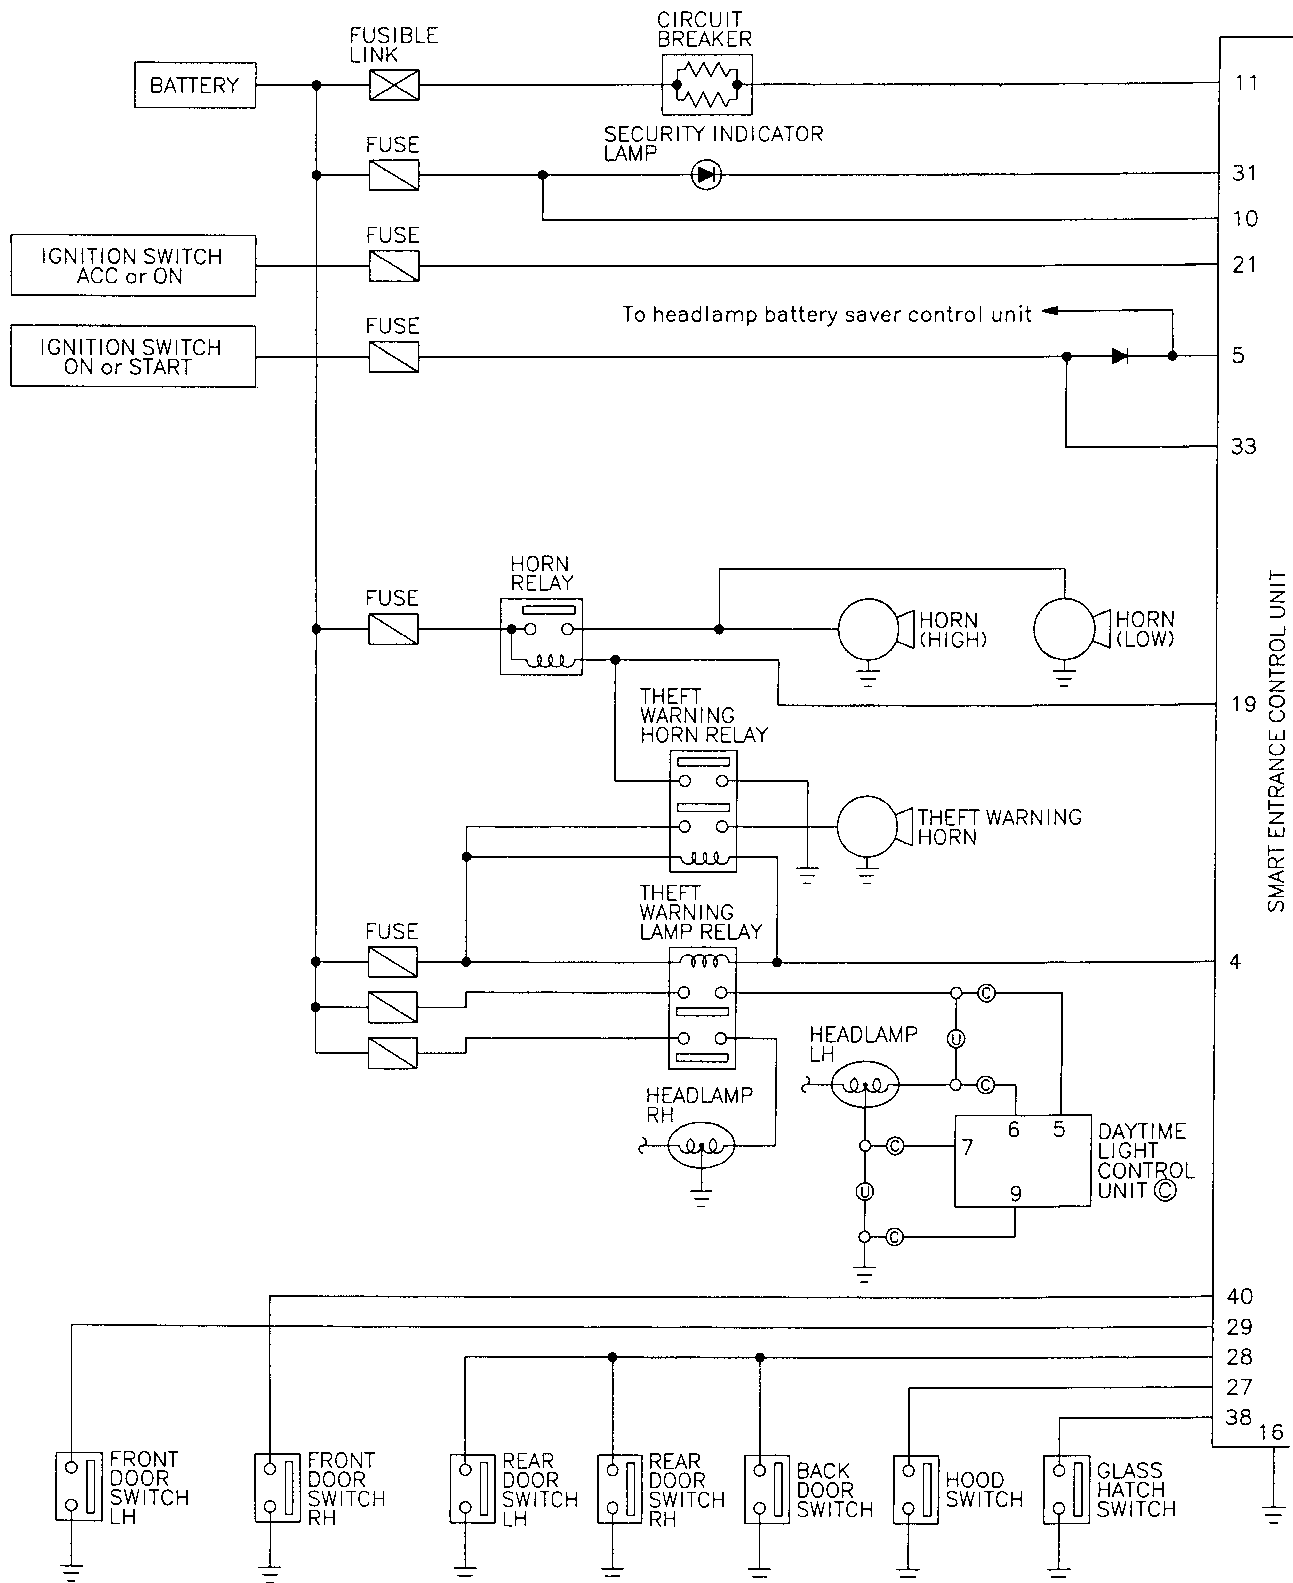 FUSIBLE
LINK
CIRCUIT
BREAKER
BATTERY
11
SECURITY INDICATOR
LAMP
FUSE
31
10
IGNITION SWITCH
ACC or ON
FUSE
21
To headlamp battery saver control unit
IGNITION SWITCH
ON or START
FUSE
5
33
HORN
RELAY
FUSE
HORN
(HIGH)
HORN
(LOW)
SMART ENTRANCE CONTROL UNIT
19
THEFT
WARNING
HORN RELAY
THEFT WARNING
HORN
THEFT
WARNING
LAMP RELAY
FUSE
4
C
U
HEADLAMP
LH
C
HEADLAMP
RH
6
5
7
C
DAYTIME
LIGHT
CONTROL
UNIT C
9
U
C
40
29
28
27
38
16
FRONT
DOOR
SWITCH
LH
FRONT
DOOR
SWITCH
RH
REAR
DOOR
SWITCH
LH
REAR
DOOR
SWITCH
RH
BACK
DOOR
SWITCH
HOOD
SWITCH
GLASS
HATCH
SWITCH